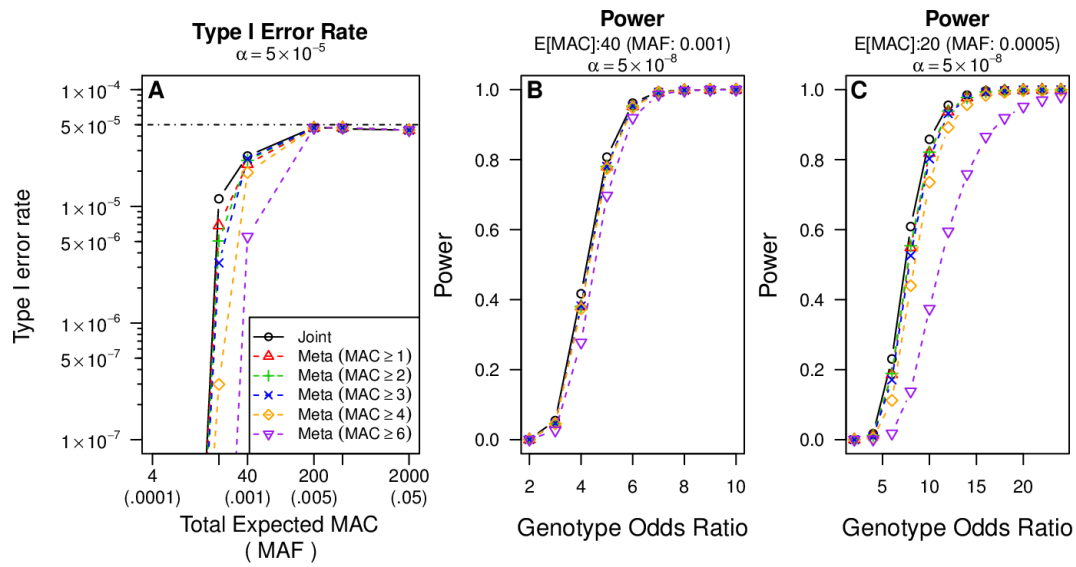 Type I Error Rate
α = 5×10⁻⁵
A
Type I error rate
1×10⁻⁴
5×10⁻⁵
1×10⁻⁵
5×10⁻⁶
1×10⁻⁶
5×10⁻⁷
1×10⁻⁷
Joint
Meta (MAC ≥ 1)
Meta (MAC ≥ 2)
Meta (MAC ≥ 3)
Meta (MAC ≥ 4)
Meta (MAC ≥ 6)
4 40 200 2000
(.0001) (.001) (.005) (.05)
Total Expected MAC
( MAF )
Power
E[MAC]:40 (MAF: 0.001)
α = 5×10⁻⁸
B
Power
1.0
0.8
0.6
0.4
0.2
0.0
2 4 6 8 10
Genotype Odds Ratio
Power
E[MAC]:20 (MAF: 0.0005)
α = 5×10⁻⁸
C
Power
1.0
0.8
0.6
0.4
0.2
0.0
5 10 15 20
Genotype Odds Ratio